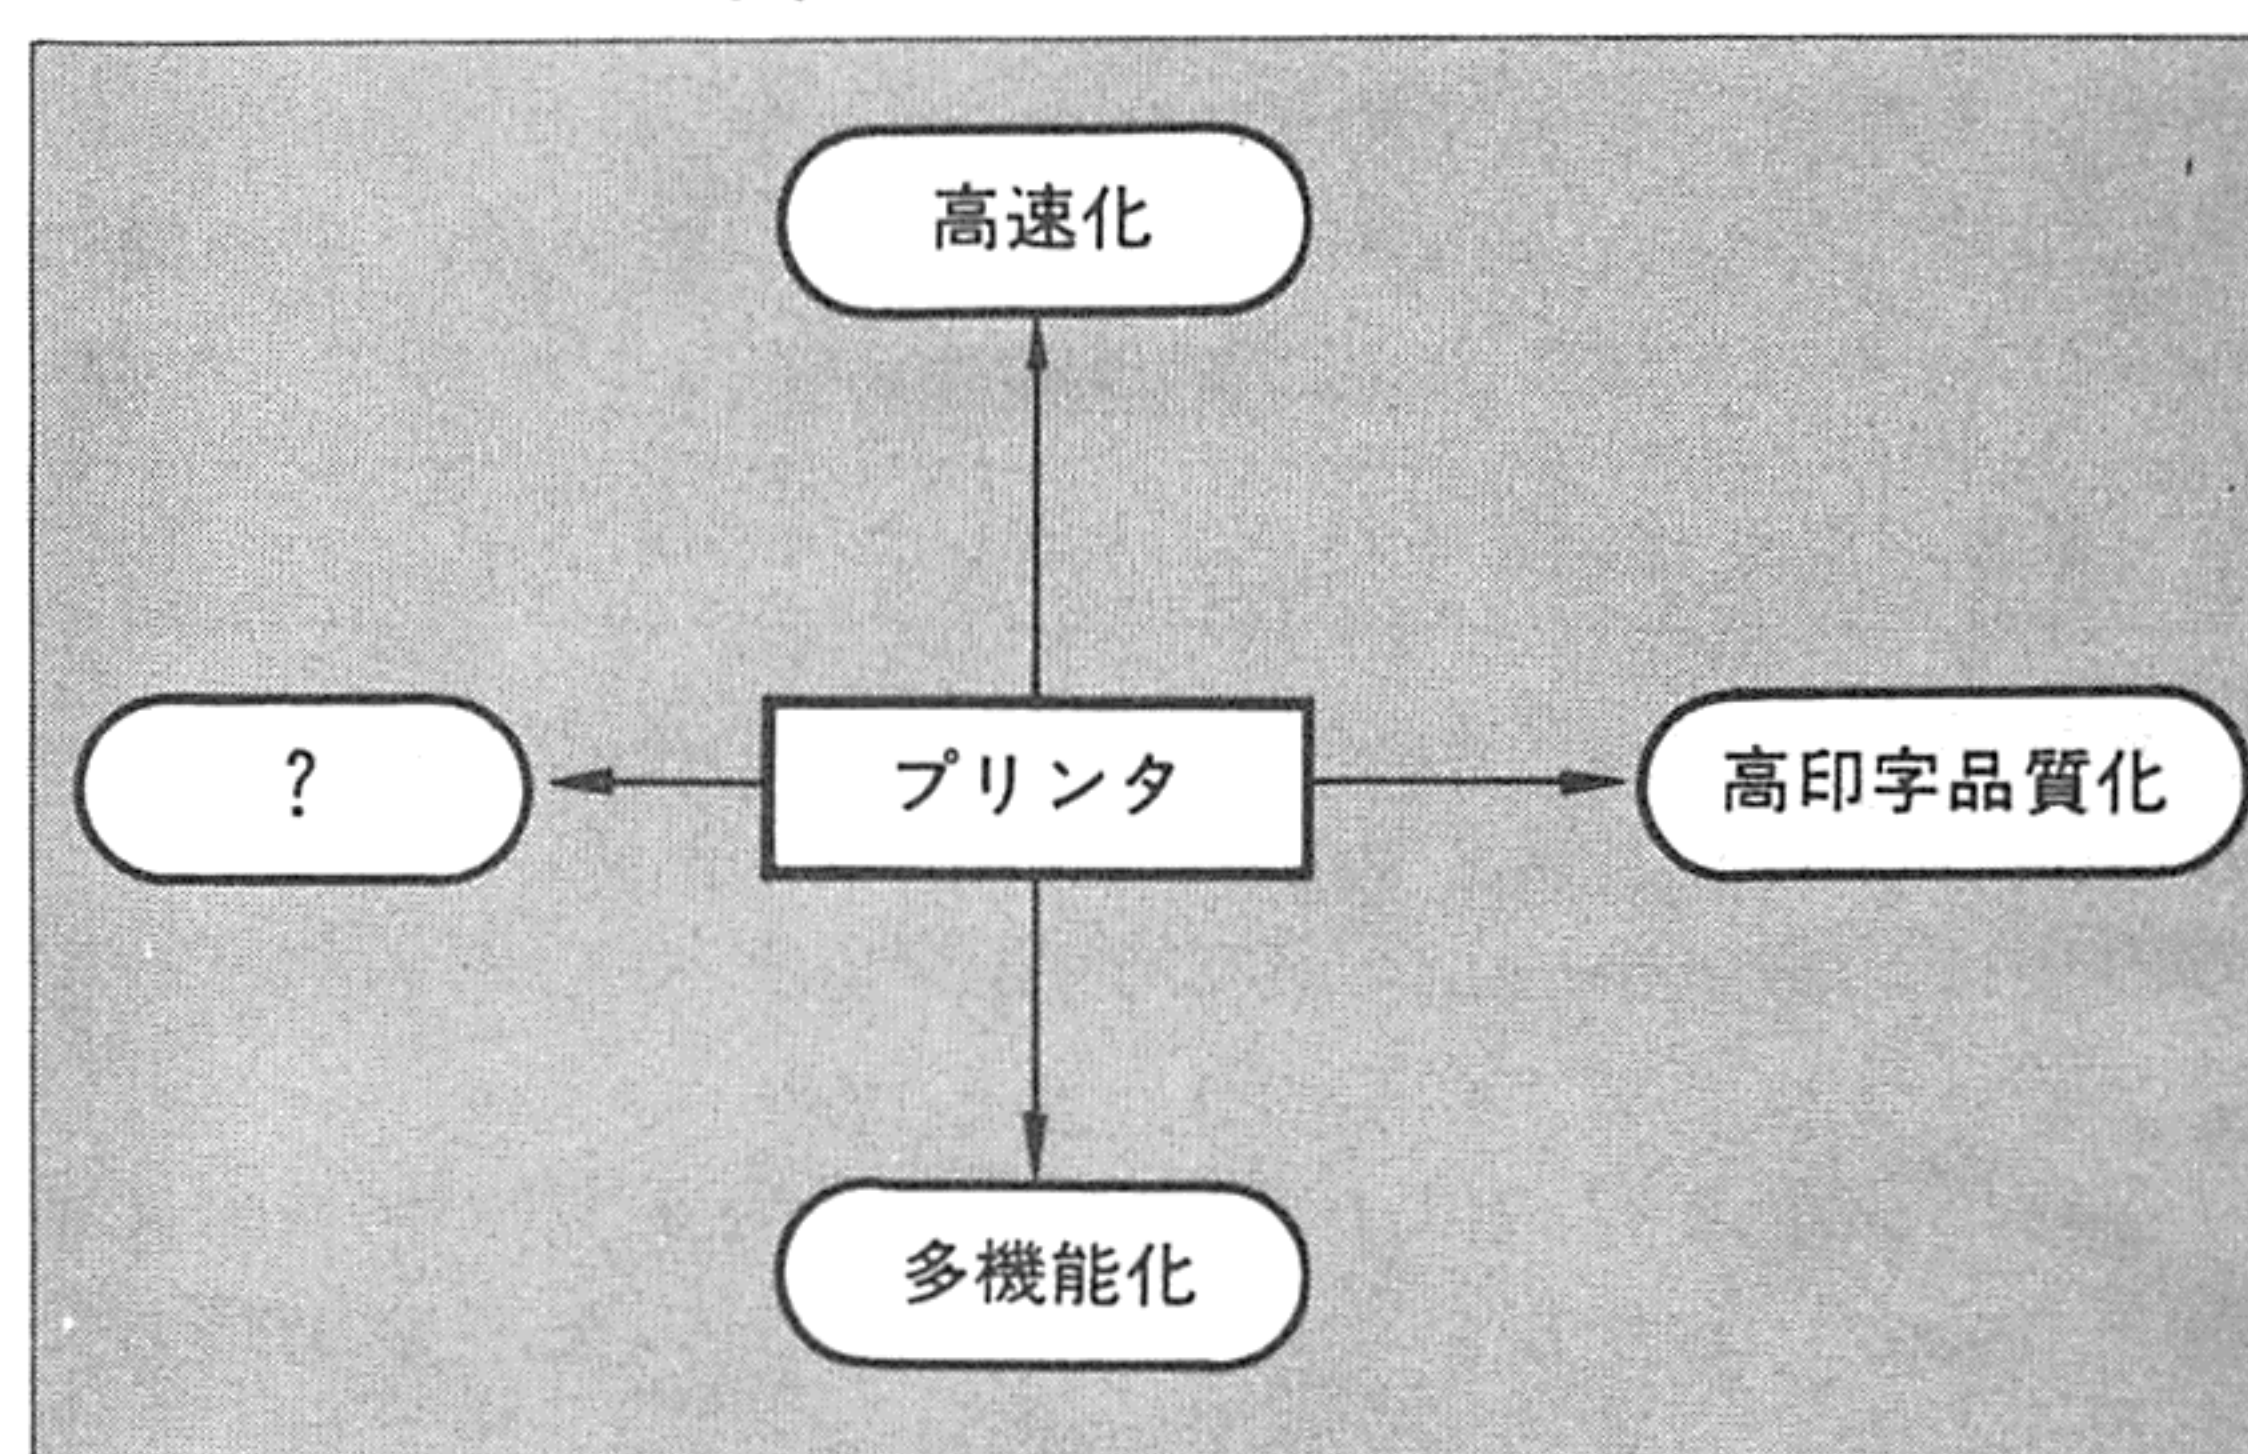 高速化
？
プリンタ
高印字品質化
多機能化